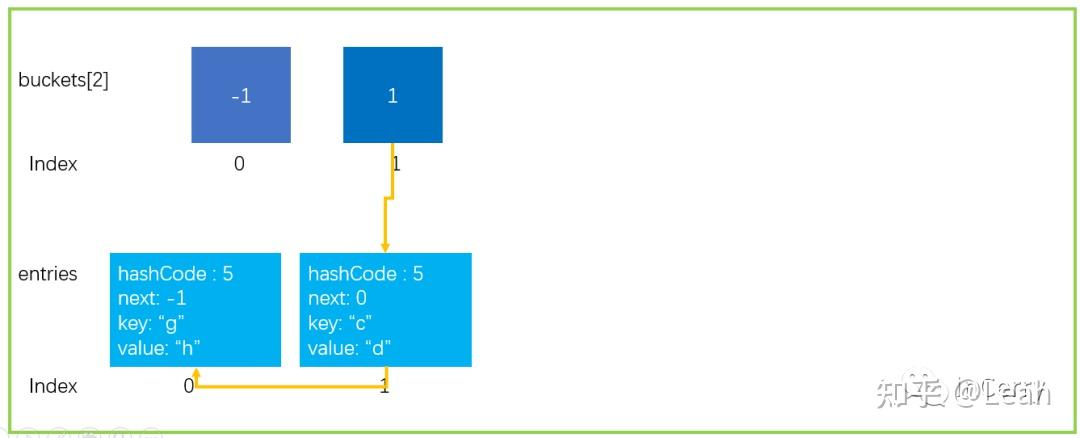 buckets[2]
-1
1
Index
0
1
entries
hashCode : 5
next: -1
key: “g”
value: “h”
hashCode : 5
next: 0
key: “c”
value: “d”
Index
0
1
知乎 @Leah